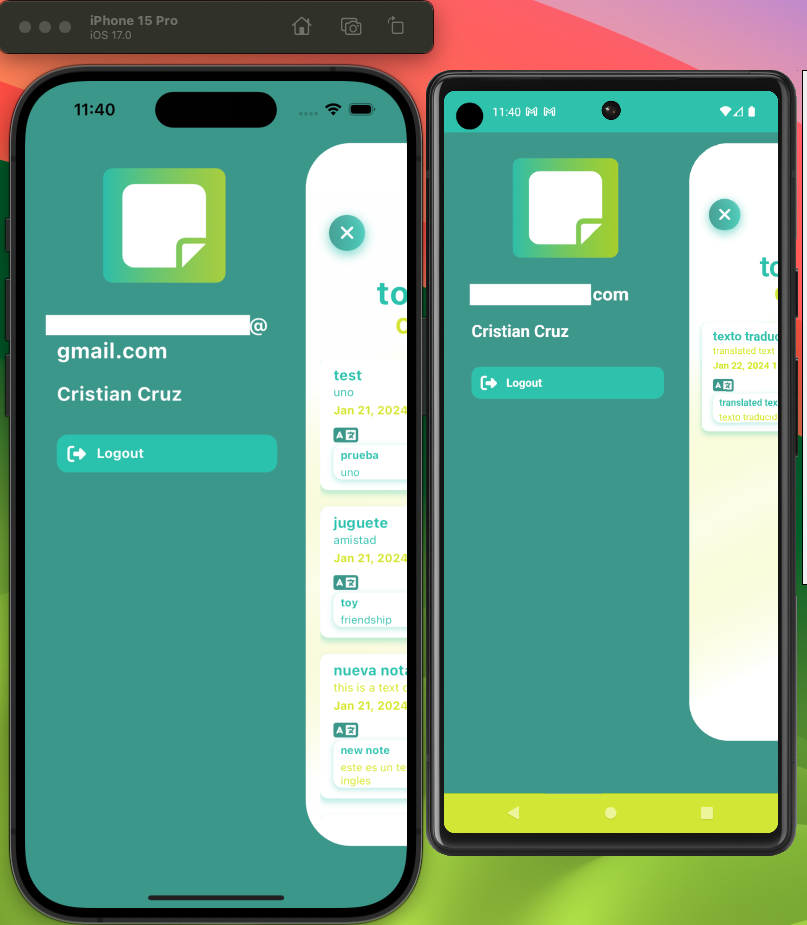 iPhone 15 Pro
iOS 17.0
11:40
@
gmail.com
Cristian Cruz
Logout
to
test
uno
Jan 21, 2024
prueba
uno
juguete
amistad
Jan 21, 2024
toy
friendship
nueva nota
this is a text
Jan 21, 2024
new note
este es un te
ingles
11:40
com
Cristian Cruz
Logout
to
texto traduc
translated text
Jan 22, 2024 1
translated tex
texto traducid